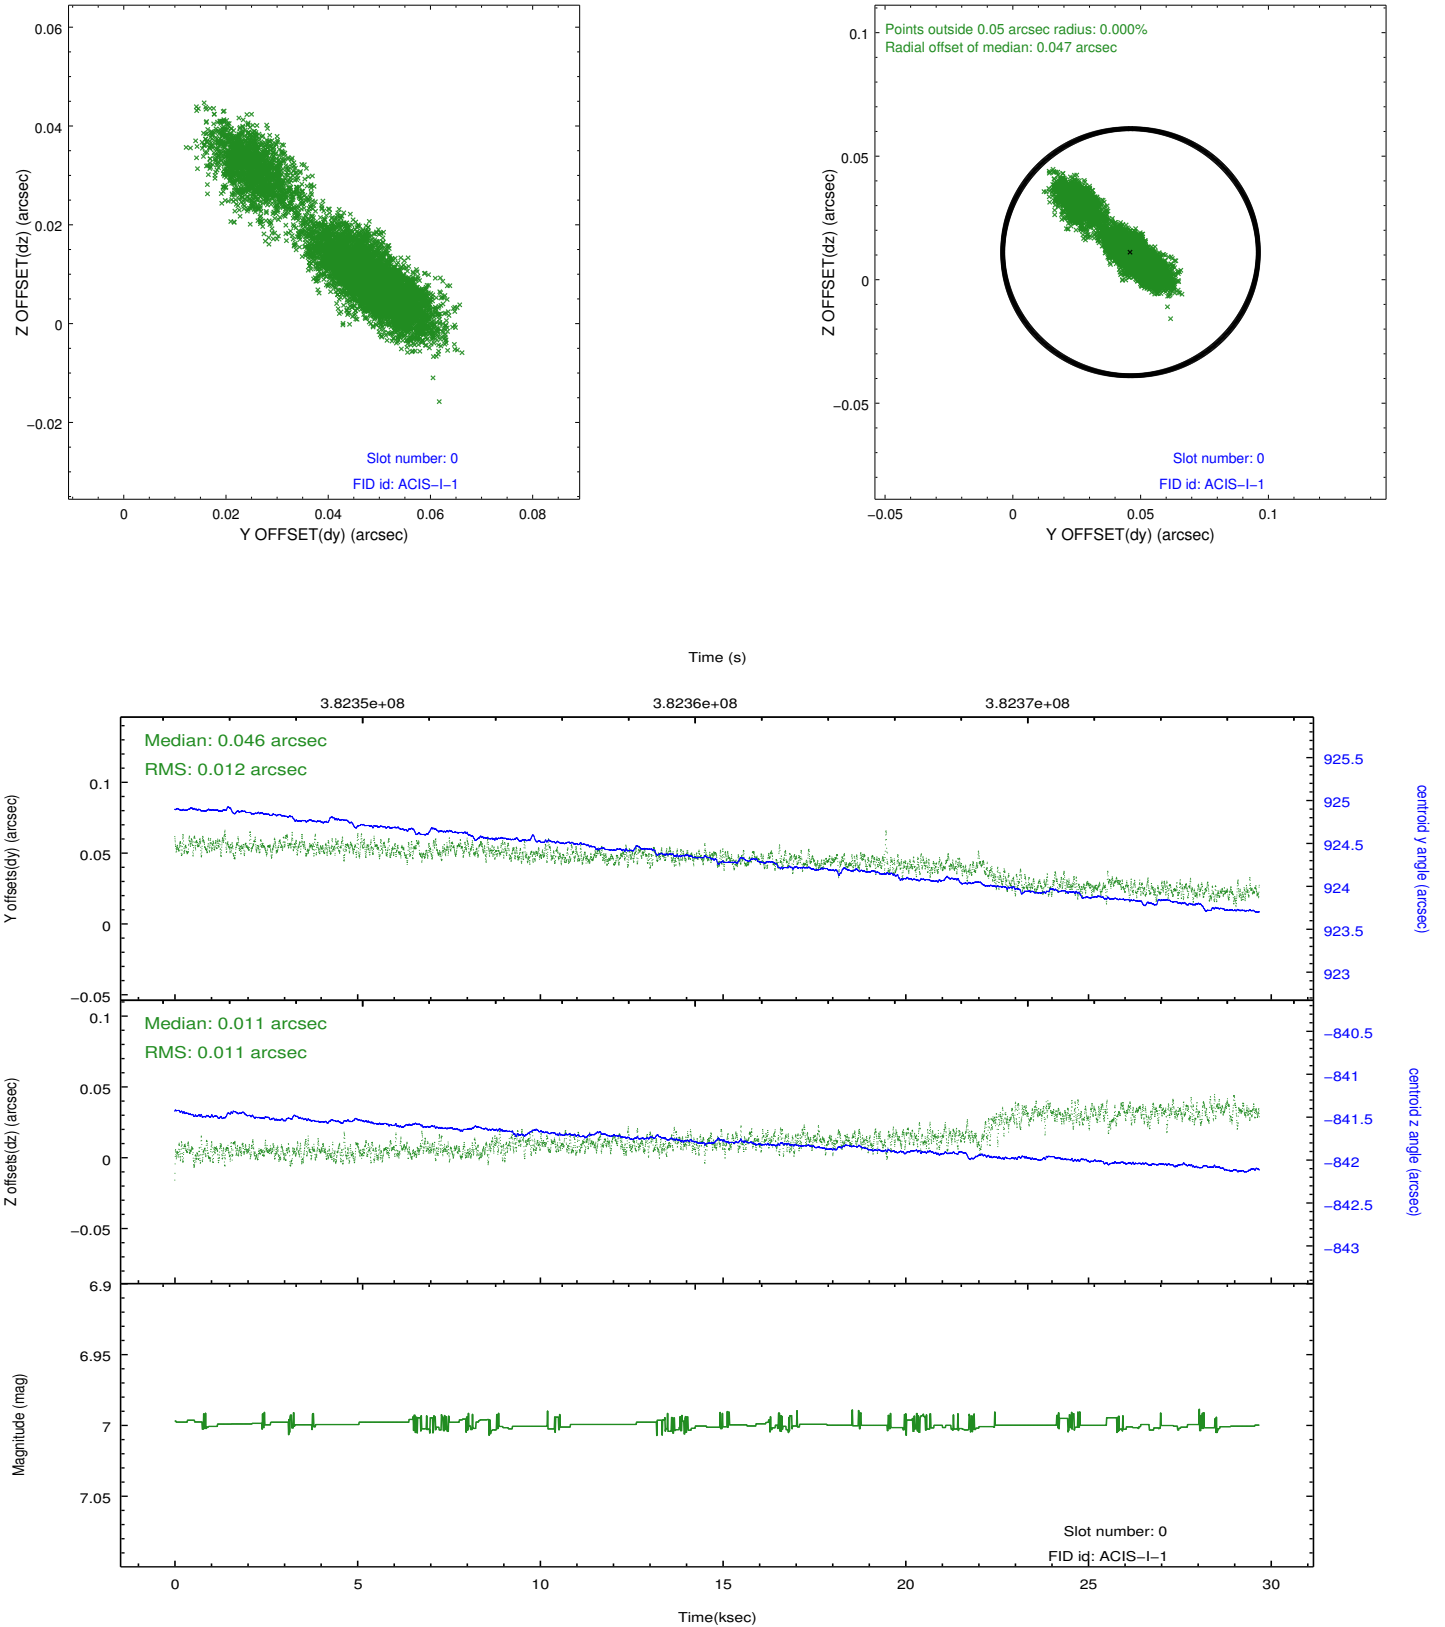 0.06
0.04
0.02
0
−0.02
Z OFFSET(dz) (arcsec)
Slot number: 0
FID id: ACIS−I−1
0 0.02 0.04 0.06 0.08
Y OFFSET(dy) (arcsec)
Points outside 0.05 arcsec radius: 0.000%
Radial offset of median: 0.047 arcsec
0.1
0.05
0
−0.05
Z OFFSET(dz) (arcsec)
Slot number: 0
FID id: ACIS−I−1
−0.05 0 0.05 0.1
Y OFFSET(dy) (arcsec)
Time (s)
3.8235e+08 3.8236e+08 3.8237e+08
Median: 0.046 arcsec
RMS: 0.012 arcsec
0.1
0.05
0
−0.05
Y offsets(dy) (arcsec)
925.5
925
924.5
924
923.5
923
centroid y angle (arcsec)
Median: 0.011 arcsec
RMS: 0.011 arcsec
0.1
0.05
0
−0.05
Z offsets(dz) (arcsec)
−840.5
−841
−841.5
−842
−842.5
−843
centroid z angle (arcsec)
6.9
6.95
7
7.05
Magnitude (mag)
Slot number: 0
FID id: ACIS−I−1
0 5 10 15 20 25 30
Time(ksec)